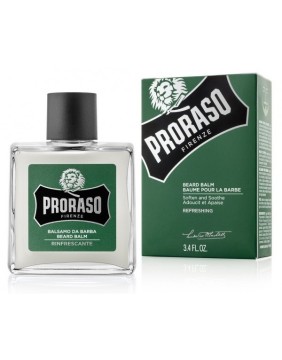 PRORASO
FIRENZE
BALSAMO DA BARBA
BEARD BALM
RINFRESCANTE
PRORASO
FIRENZE
BEARD BALM
BAUME POUR LA BARBE
Soften and Soothe
Adoucit et Apaise
REFRESHING
3.4 FL. OZ.